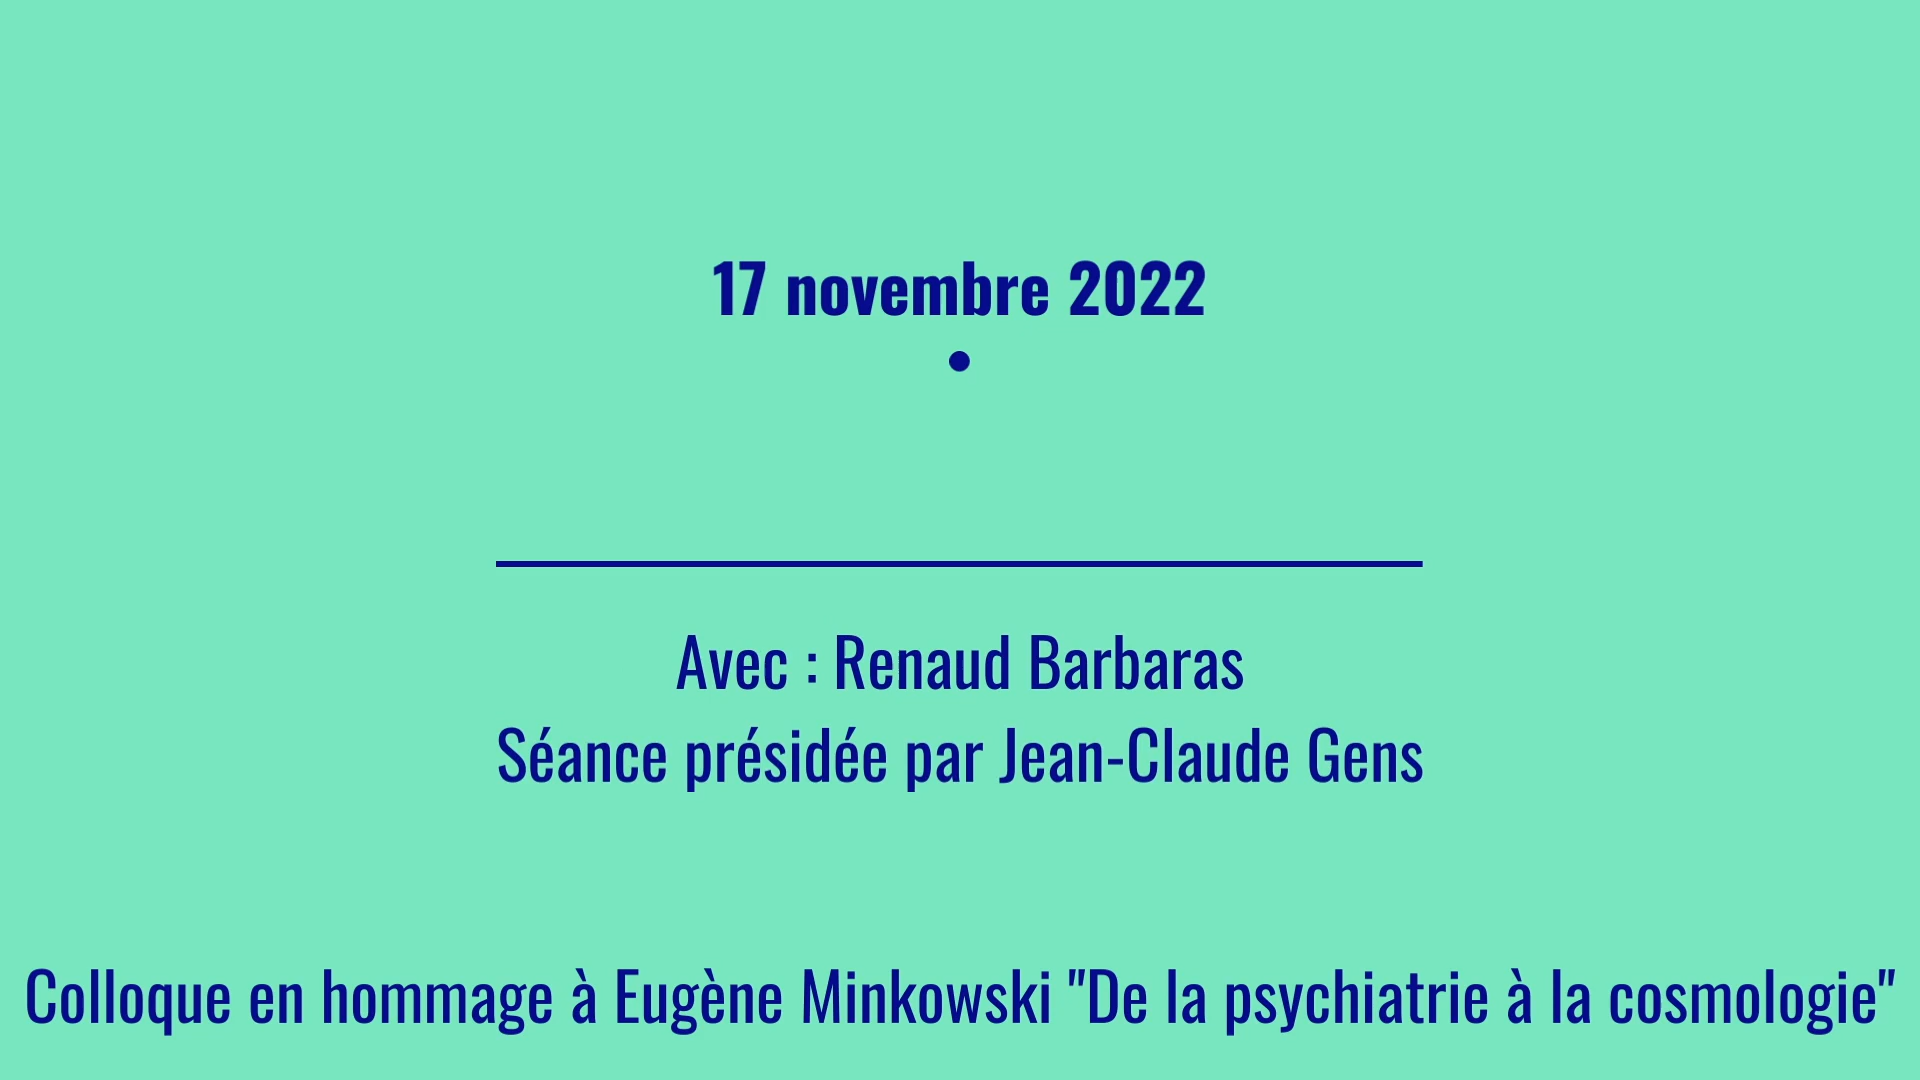 17 novembre 2022
•
Avec : Renaud Barbaras
Séance présidée par Jean-Claude Gens
Colloque en hommage à Eugène Minkowski "De la psychiatrie à la cosmologie"